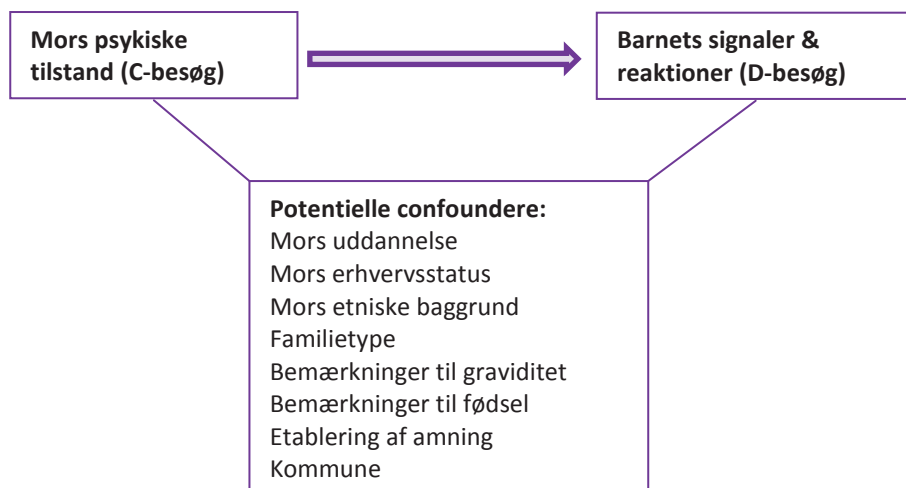 Mors psykiske
tilstand (C-besøg)
Barnets signaler &
reaktioner (D-besøg)
Potentielle confoundere:
Mors uddannelse
Mors erhvervsstatus
Mors etniske baggrund
Familietype
Bemærkninger til graviditet
Bemærkninger til fødsel
Etablering af amning
Kommune